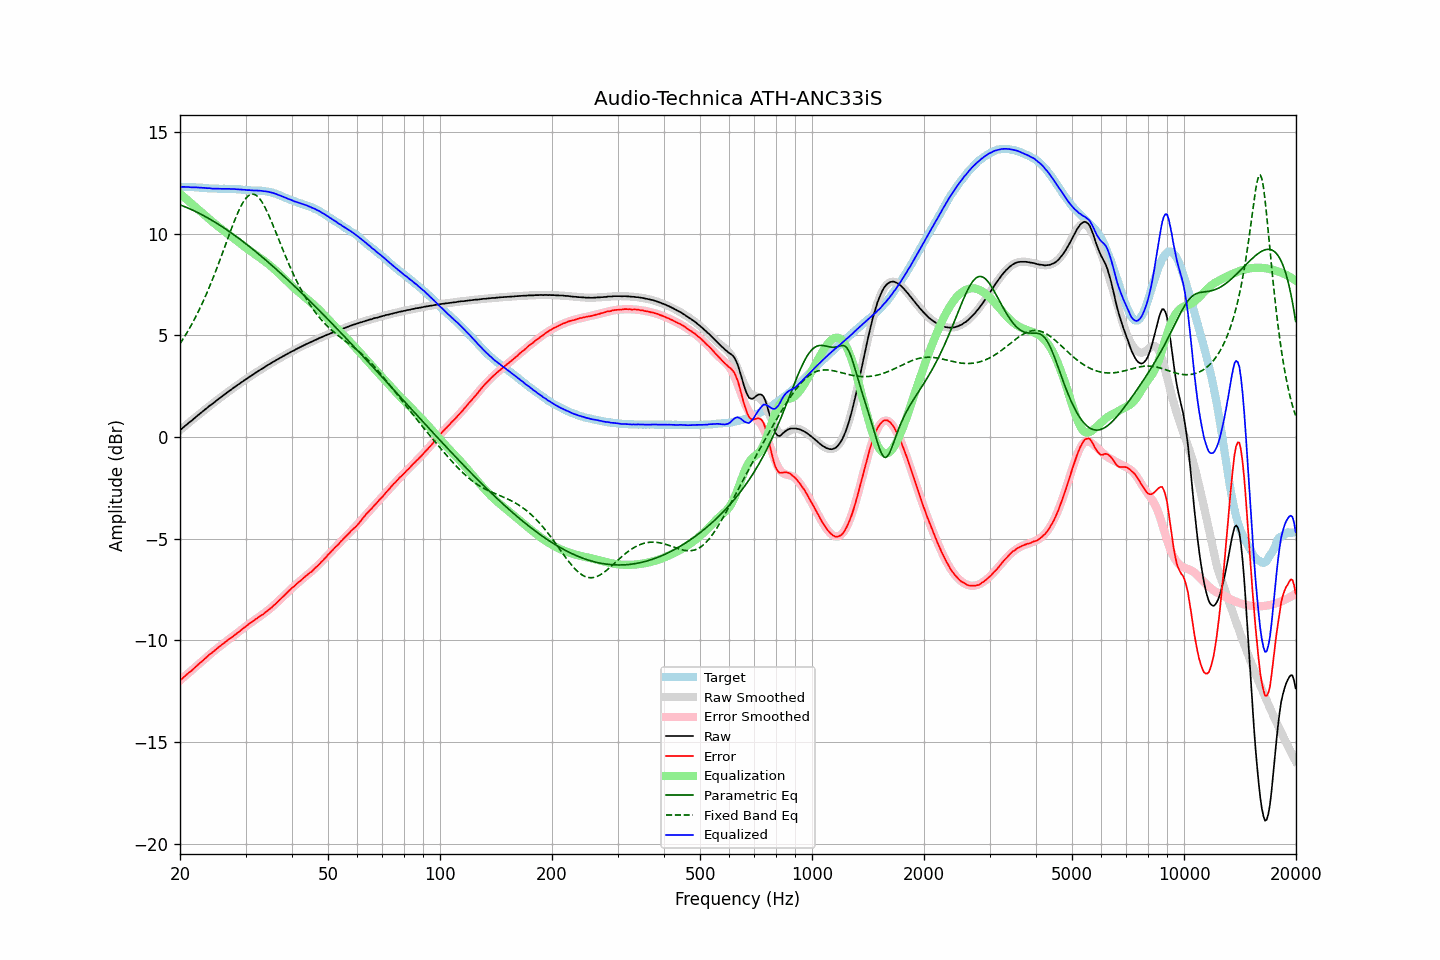 Audio-Technica ATH-ANC33iS
Amplitude (dBr)
15
10
5
0
−5
−10
−15
−20
Target
Raw Smoothed
Error Smoothed
Raw
Error
Equalization
Parametric Eq
Fixed Band Eq
Equalized
20 50 100 200 500 1000 2000 5000 10000 20000
Frequency (Hz)